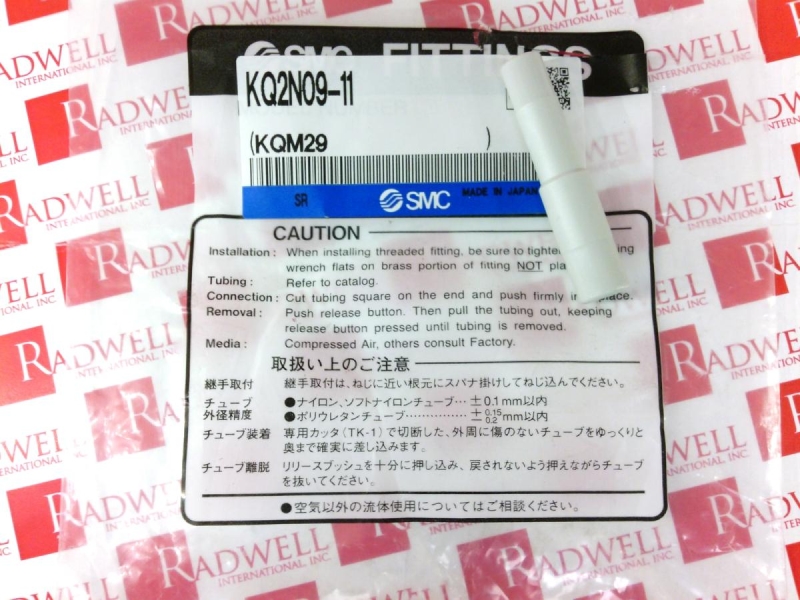 SMC FITTINGS
KQ2N09-11
(KQM29 )
SR SMC MADE IN JAPAN
CAUTION
Installation : When installing threaded fitting, be sure to tighten
wrench flats on brass portion of fitting NOT
Tubing : Refer to catalog.
Connection : Cut tubing square on the end and push firmly place.
Removal : Push release button. Then pull the tubing out, keeping
release button pressed until tubing is removed.
Media : Compressed Air, others consult Factory.
取扱い上のご注意
継手取付 継手取付は、ねじに近い根元にスパナ掛けしてねじ込んでください。
チューブ ●ナイロン、ソフトナイロンチューブ… ±0.1mm以内
外径精度 ●ポリウレタンチューブ…………… +0.15 -0.2 mm以内
チューブ装着 専用カッタ(TK-1)で切断した、外周に傷のないチューブをゆっくりと
奥まで確実に差し込みます。
チューブ離脱 リリースブッシュを十分に押し込み、戻されないよう押えながらチューブ
を抜いてください。
●空気以外の流体使用についてはご相談ください。
RADWELL
INTERNATIONAL, INC.